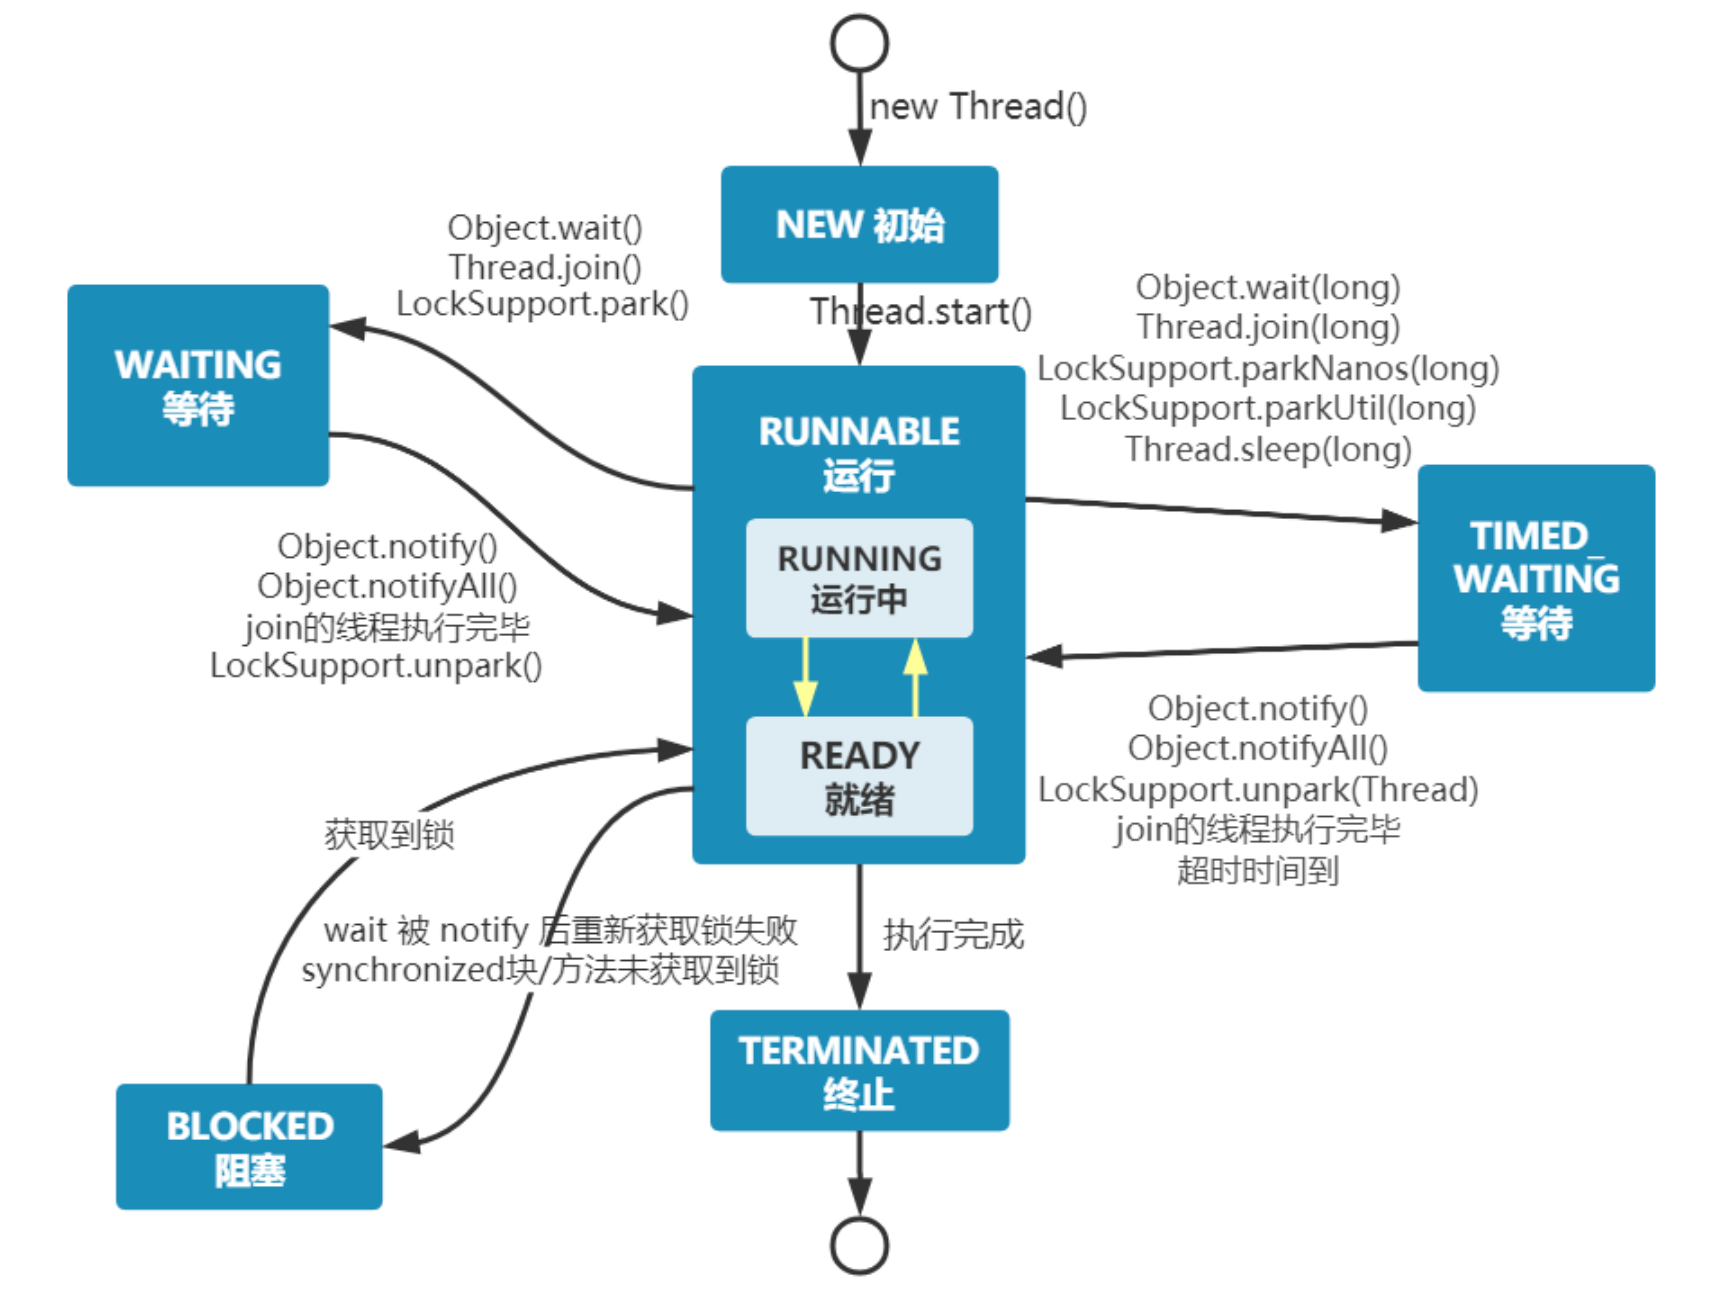 new Thread()
NEW 初始
Thread.start()
Object.wait()
Thread.join()
LockSupport.park()
WAITING
等待
Object.notify()
Object.notifyAll()
join的线程执行完毕
LockSupport.unpark()
RUNNABLE
运行
RUNNING
运行中
READY
就绪
Object.wait(long)
Thread.join(long)
LockSupport.parkNanos(long)
LockSupport.parkUtil(long)
Thread.sleep(long)
TIMED_
WAITING
等待
Object.notify()
Object.notifyAll()
LockSupport.unpark(Thread)
join的线程执行完毕
超时时间到
获取到锁
wait 被 notify 后重新获取锁失败
synchronized块/方法未获取到锁
执行完成
BLOCKED
阻塞
TERMINATED
终止